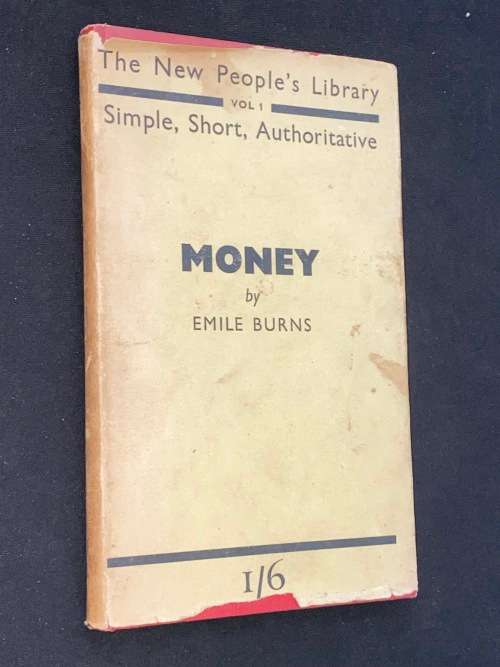 The New People's Library
VOL 1
Simple, Short, Authoritative
MONEY
by
EMILE BURNS
1/6